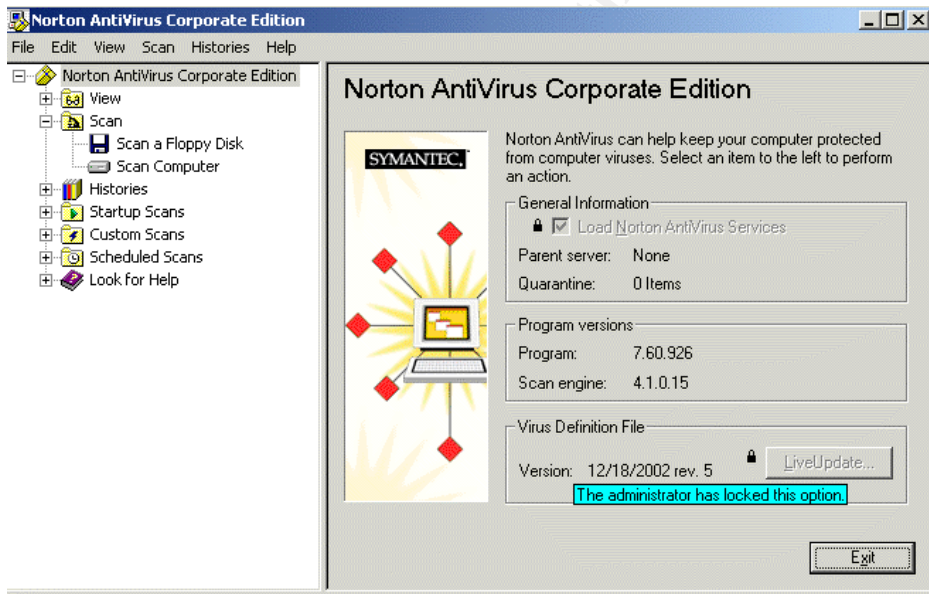 Norton AntiVirus Corporate Edition
File Edit View Scan Histories Help
Norton AntiVirus Corporate Edition
View
Scan
Scan a Floppy Disk
Scan Computer
Histories
Startup Scans
Custom Scans
Scheduled Scans
Look for Help
Norton AntiVirus Corporate Edition
SYMANTEC.
Norton AntiVirus can help keep your computer protected
from computer viruses. Select an item to the left to perform
an action.
General Information
Load Norton AntiVirus Services
Parent server: None
Quarantine: 0 Items
Program versions
Program: 7.60.926
Scan engine: 4.1.0.15
Virus Definition File
Version: 12/18/2002 rev. 5
LiveUpdate...
The administrator has locked this option.
Exit